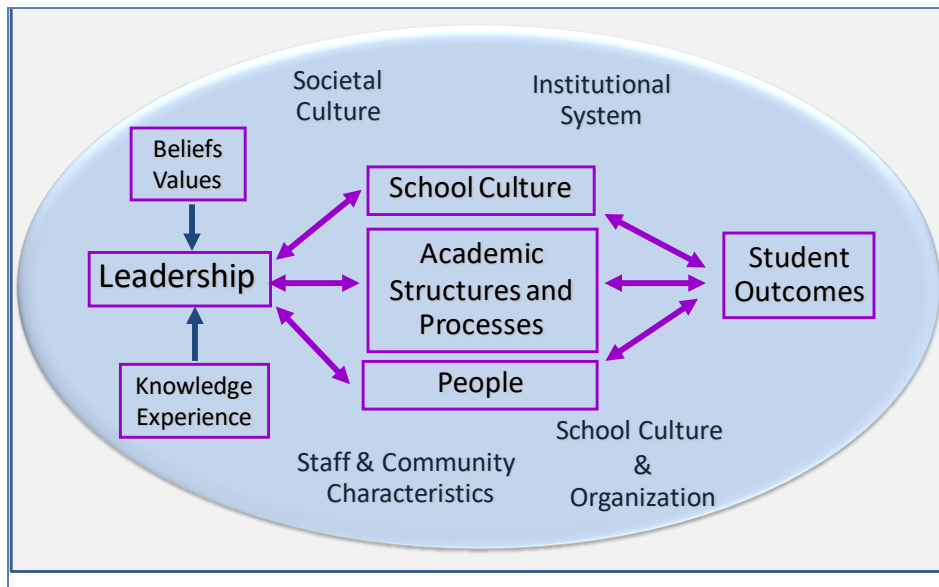 Societal
Culture
Institutional
System
Beliefs
Values
School Culture
Leadership
Academic
Structures and
Processes
Student
Outcomes
Knowledge
Experience
People
Staff & Community
Characteristics
School Culture
&
Organization